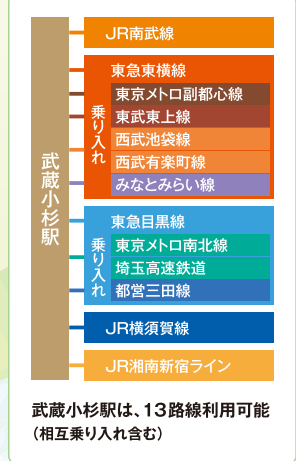 武蔵小杉駅
JR南武線
東急東横線
乗り入れ
東京メトロ副都心線
東武東上線
西武池袋線
西武有楽町線
みなとみらい線
東急目黒線
乗り入れ
東京メトロ南北線
埼玉高速鉄道
都営三田線
JR横須賀線
JR湘南新宿ライン
武蔵小杉駅は、13路線利用可能
（相互乗り入れ含む）